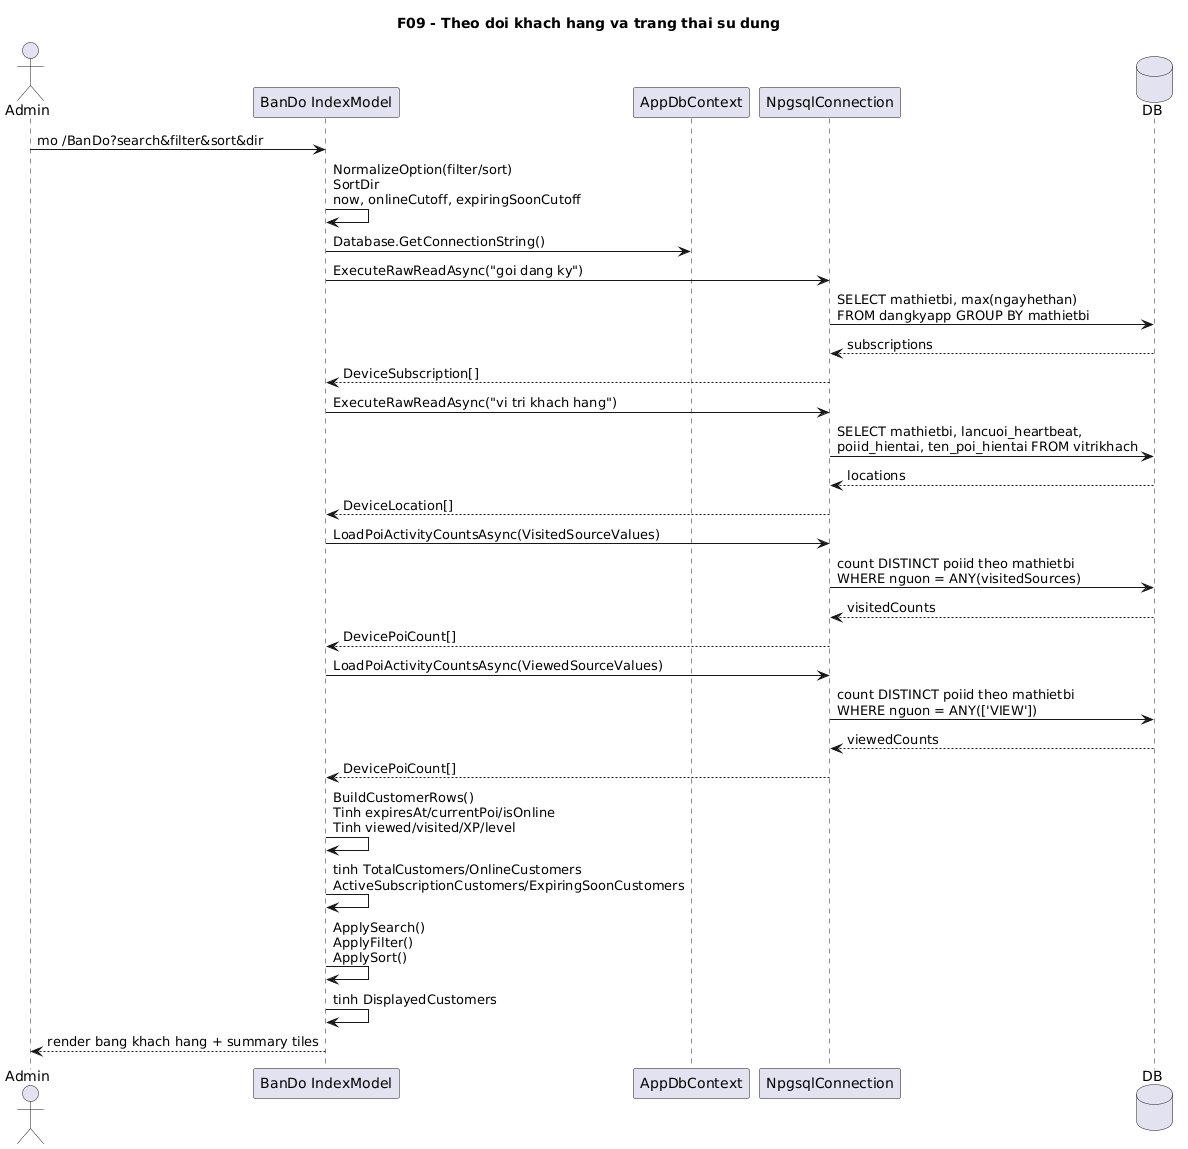 F09 - Theo doi khach hang va trang thai su dung
Admin
BanDo IndexModel
AppDbContext
NpgsqlConnection
DB
mo /BanDo?search&filter&sort&dir
NormalizeOption(filter/sort)
SortDir
now, onlineCutoff, expiringSoonCutoff
Database.GetConnectionString()
ExecuteRawReadAsync("goi dang ky")
SELECT mathietbi, max(ngayhethan)
FROM dangkyapp GROUP BY mathietbi
subscriptions
DeviceSubscription[]
ExecuteRawReadAsync("vi tri khach hang")
SELECT mathietbi, lancuoi_heartbeat,
poiid_hientai, ten_poi_hientai FROM vitrikhach
locations
DeviceLocation[]
LoadPoiActivityCountsAsync(VisitedSourceValues)
count DISTINCT poiid theo mathietbi
WHERE nguon = ANY(visitedSources)
visitedCounts
DevicePoiCount[]
LoadPoiActivityCountsAsync(ViewedSourceValues)
count DISTINCT poiid theo mathietbi
WHERE nguon = ANY(['VIEW'])
viewedCounts
DevicePoiCount[]
BuildCustomerRows()
Tinh expiresAt/currentPoi/isOnline
Tinh viewed/visited/XP/level
tinh TotalCustomers/OnlineCustomers
ActiveSubscriptionCustomers/ExpiringSoonCustomers
ApplySearch()
ApplyFilter()
ApplySort()
tinh DisplayedCustomers
render bang khach hang + summary tiles
Admin
BanDo IndexModel
AppDbContext
NpgsqlConnection
DB